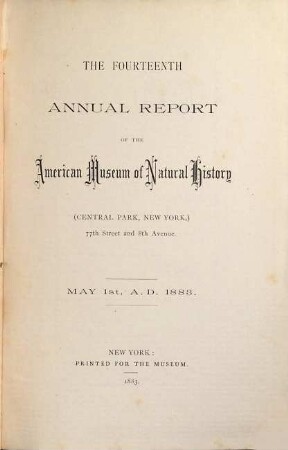 THE FOURTEENTH
ANNUAL REPORT
OF THE
American Museum of Natural History
(CENTRAL PARK, NEW YORK,)
77th Street and 8th Avenue.
MAY 1st, A. D. 1883.
NEW YORK:
PRINTED FOR THE MUSEUM.
1883.